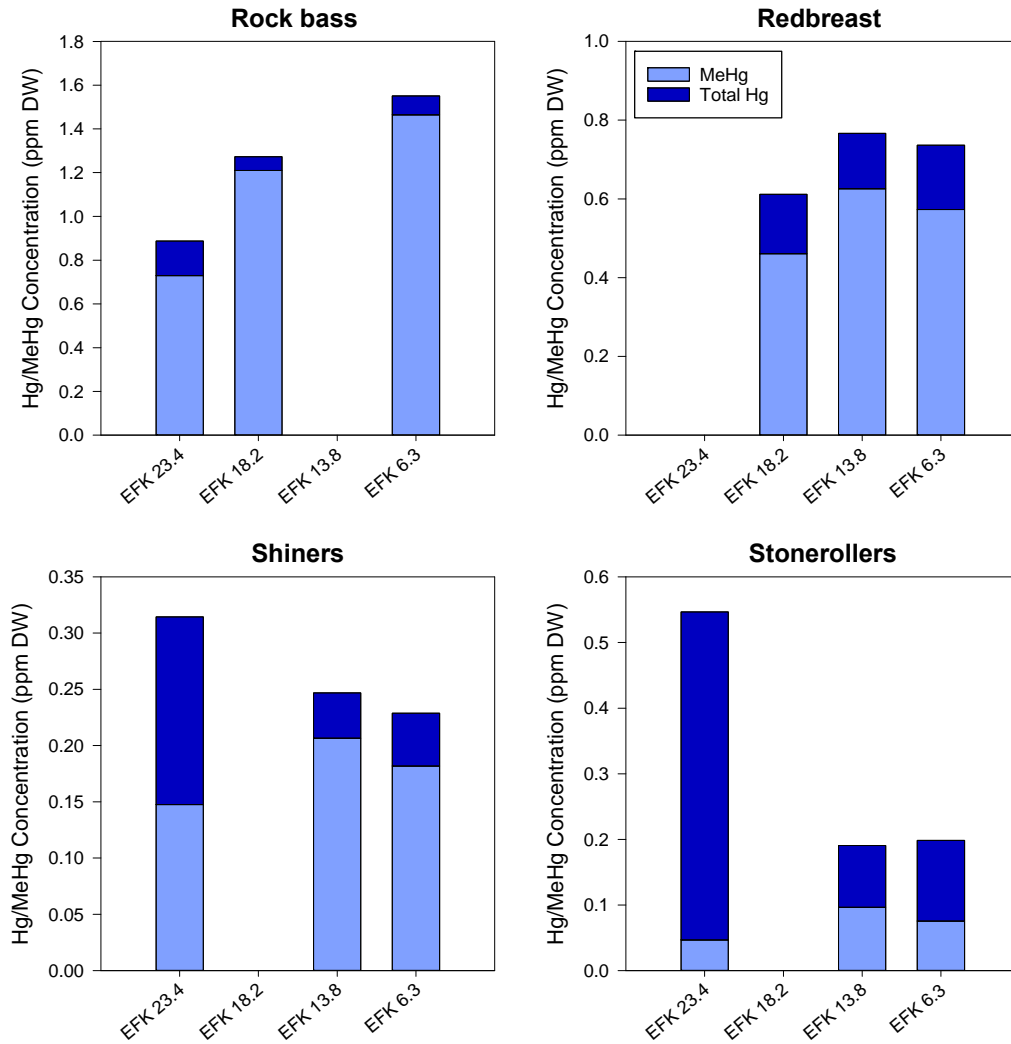 Rock bass
Hg/MeHg Concentration (ppm DW)
1.8
1.6
1.4
1.2
1.0
0.8
0.6
0.4
0.2
0.0
EFK 23.4
EFK 18.2
EFK 13.8
EFK 6.3
Redbreast
Hg/MeHg Concentration (ppm DW)
1.0
0.8
0.6
0.4
0.2
0.0
MeHg
Total Hg
EFK 23.4
EFK 18.2
EFK 13.8
EFK 6.3
Shiners
Hg/MeHg Concentration (ppm DW)
0.35
0.30
0.25
0.20
0.15
0.10
0.05
0.00
EFK 23.4
EFK 18.2
EFK 13.8
EFK 6.3
Stonerollers
Hg/MeHg Concentration (ppm DW)
0.6
0.5
0.4
0.3
0.2
0.1
0.0
EFK 23.4
EFK 18.2
EFK 13.8
EFK 6.3